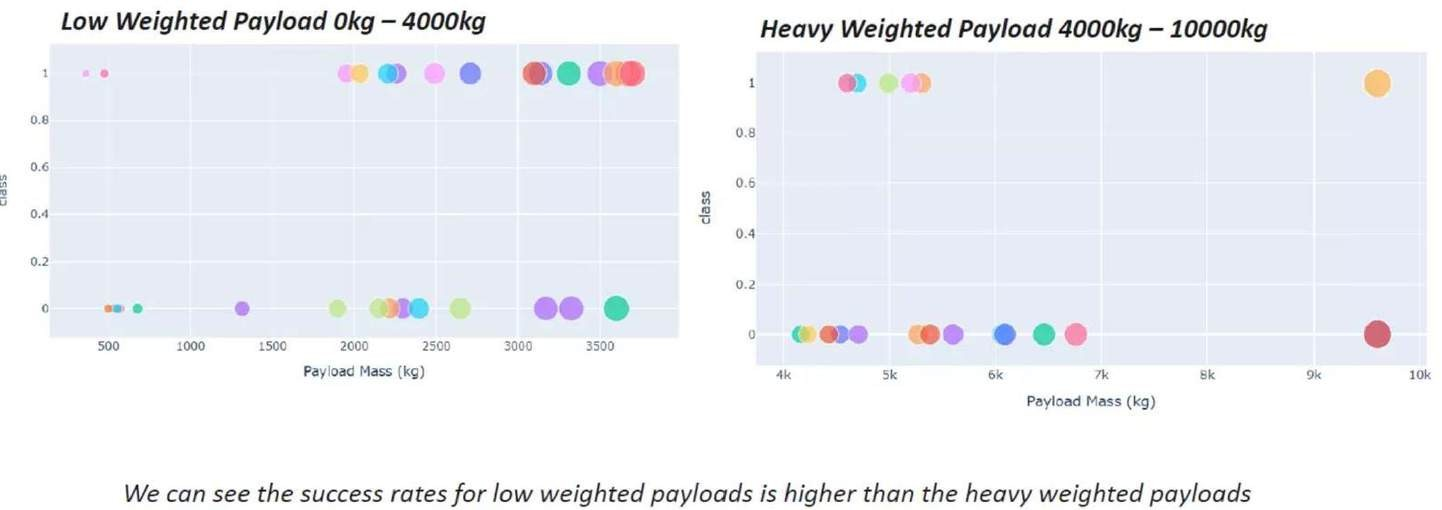 Low Weighted Payload 0kg – 4000kg
1
0.8
0.6
0.4
0.2
0
class
500
1000
1500
2000
2500
3000
3500
Payload Mass (kg)
Heavy Weighted Payload 4000kg – 10000kg
1
0.8
0.6
0.4
0.2
0
class
4k
5k
6k
7k
8k
9k
10k
Payload Mass (kg)
We can see the success rates for low weighted payloads is higher than the heavy weighted payloads